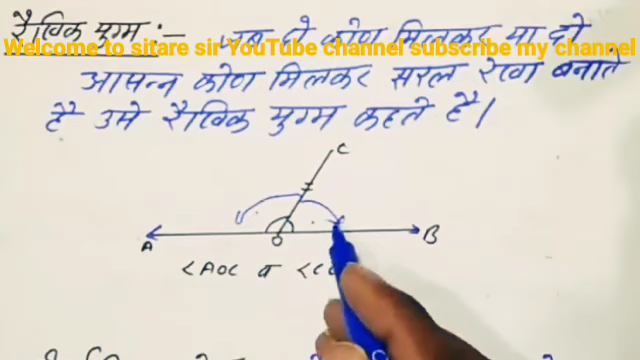 रैखिक युग्म :- जब दो कोण मिलकर या दो
Welcome to sitare sir YouTube channel subscribe my channel
आसन्न कोण मिलकर सरल रेखा बनाते
है उसे रैखिक युग्म कहते है।
C
A O B
<AOC व <CO